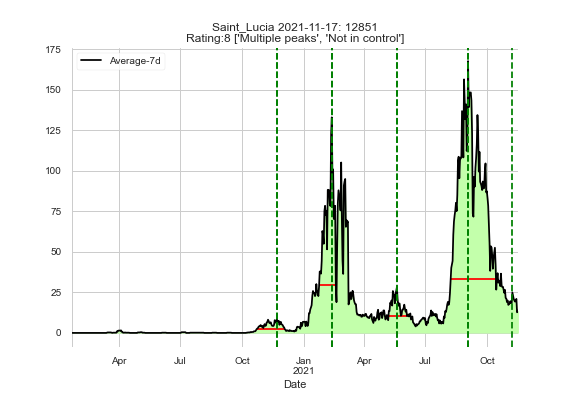 Saint_Lucia 2021-11-17: 12851
Rating:8 ['Multiple peaks', 'Not in control']
175
150
125
100
75
50
25
0
Average-7d
Apr
Jul
Oct
Jan
2021
Apr
Jul
Oct
Date